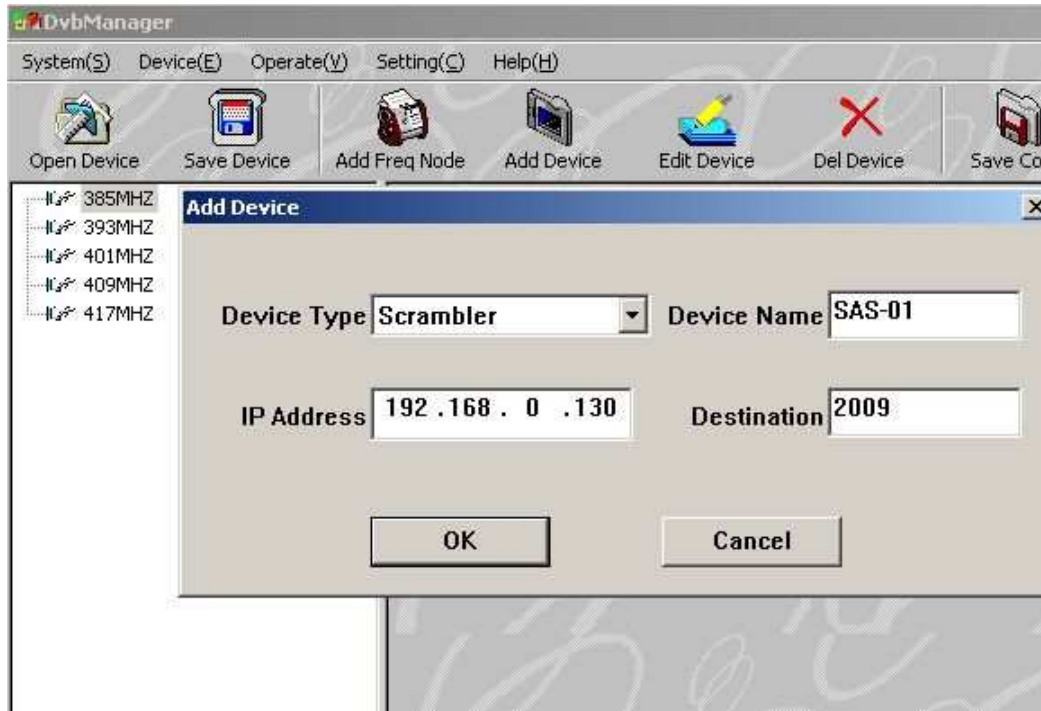 DvbManager
System(S) Device(E) Operate(V) Setting(C) Help(H)
Open Device Save Device Add Freq Node Add Device Edit Device Del Device Save Co
385MHZ
393MHZ
401MHZ
409MHZ
417MHZ
Add Device
Device Type Scrambler Device Name SAS-01
IP Address 192 .168 . 0 .130 Destination 2009
OK Cancel